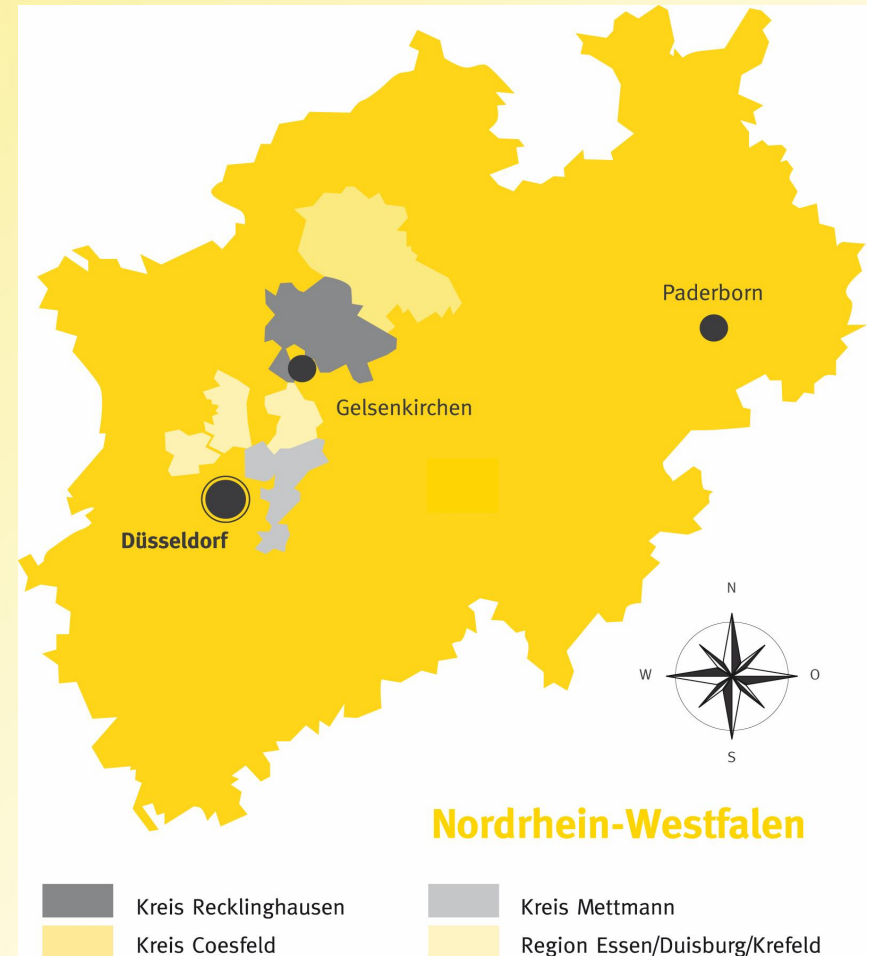 Paderborn
Gelsenkirchen
Düsseldorf
N
W
O
S
Nordrhein-Westfalen
Kreis Recklinghausen
Kreis Mettmann
Kreis Coesfeld
Region Essen/Duisburg/Krefeld